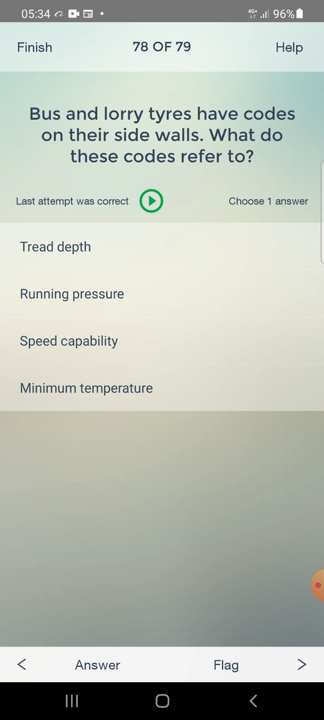 05:34 4G+ 96%
Finish 78 OF 79 Help
Bus and lorry tyres have codes
on their side walls. What do
these codes refer to?
Last attempt was correct Choose 1 answer
Tread depth
Running pressure
Speed capability
Minimum temperature
< Answer Flag >